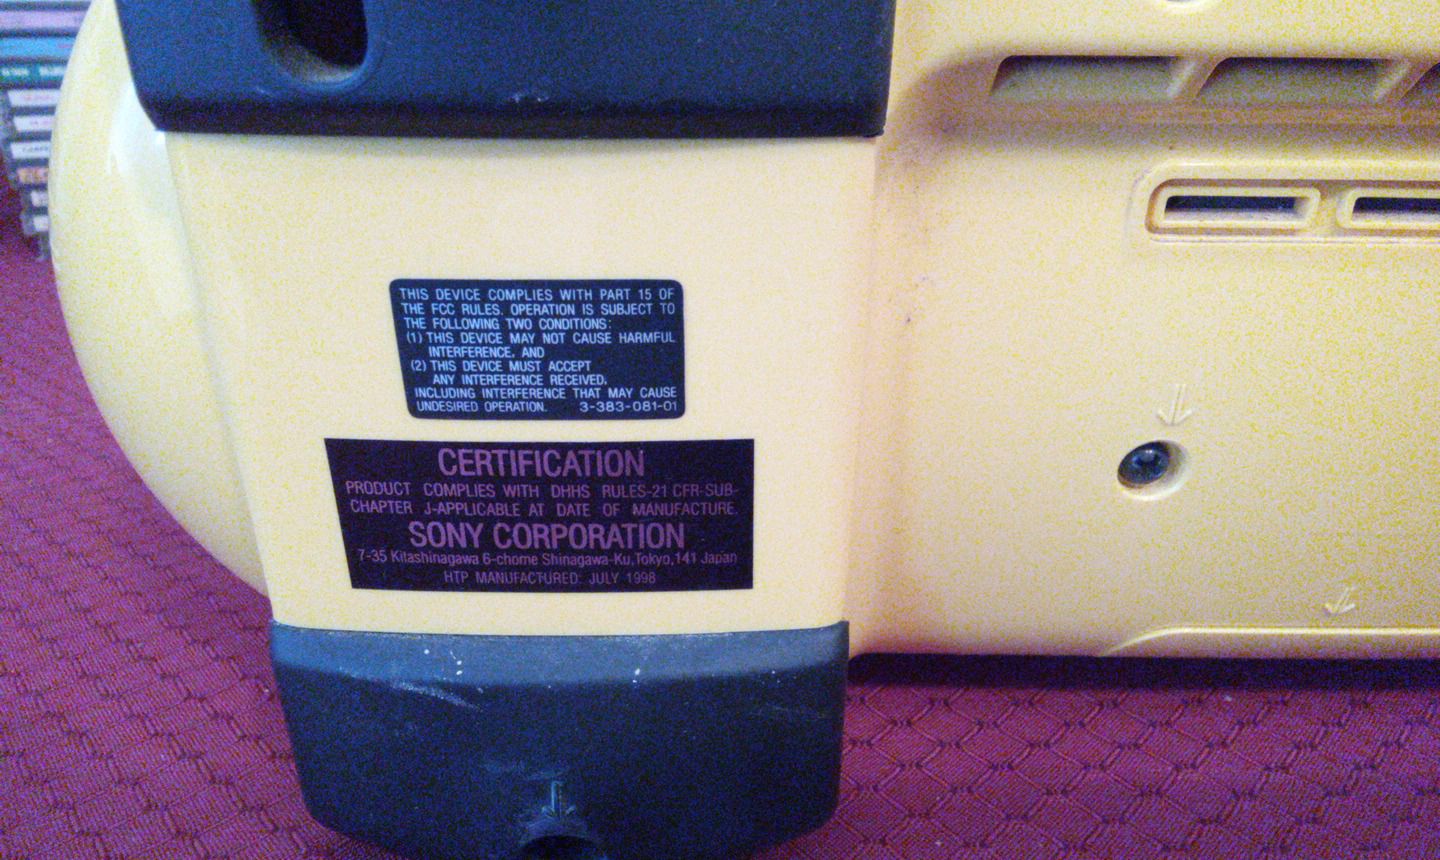 THIS DEVICE COMPLIES WITH PART 15 OF
THE FCC RULES. OPERATION IS SUBJECT TO
THE FOLLOWING TWO CONDITIONS:
(1) THIS DEVICE MAY NOT CAUSE HARMFUL
INTERFERENCE, AND
(2) THIS DEVICE MUST ACCEPT
ANY INTERFERENCE RECEIVED,
INCLUDING INTERFERENCE THAT MAY CAUSE
UNDESIRED OPERATION. 3-383-081-01
CERTIFICATION
PRODUCT COMPLIES WITH DHHS RULES-21 CFR-SUB-
CHAPTER J-APPLICABLE AT DATE OF MANUFACTURE.
SONY CORPORATION
7-35 Kitashinagawa 6-chome Shinagawa-Ku,Tokyo,141 Japan
HTP MANUFACTURED: JULY 1998